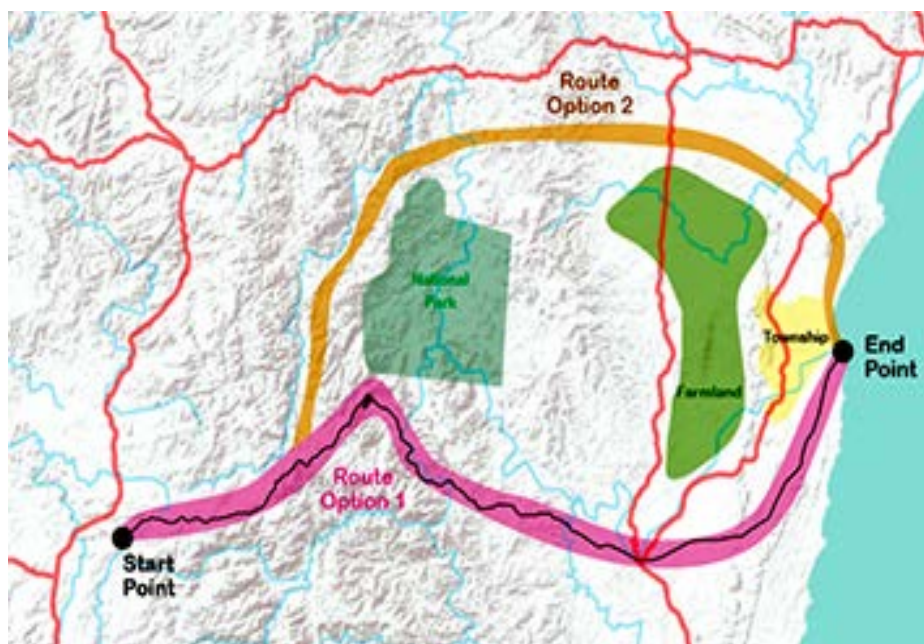 Route
Option 2
National
Park
Township
End
Point
Farmland
Route
Option 1
Start
Point